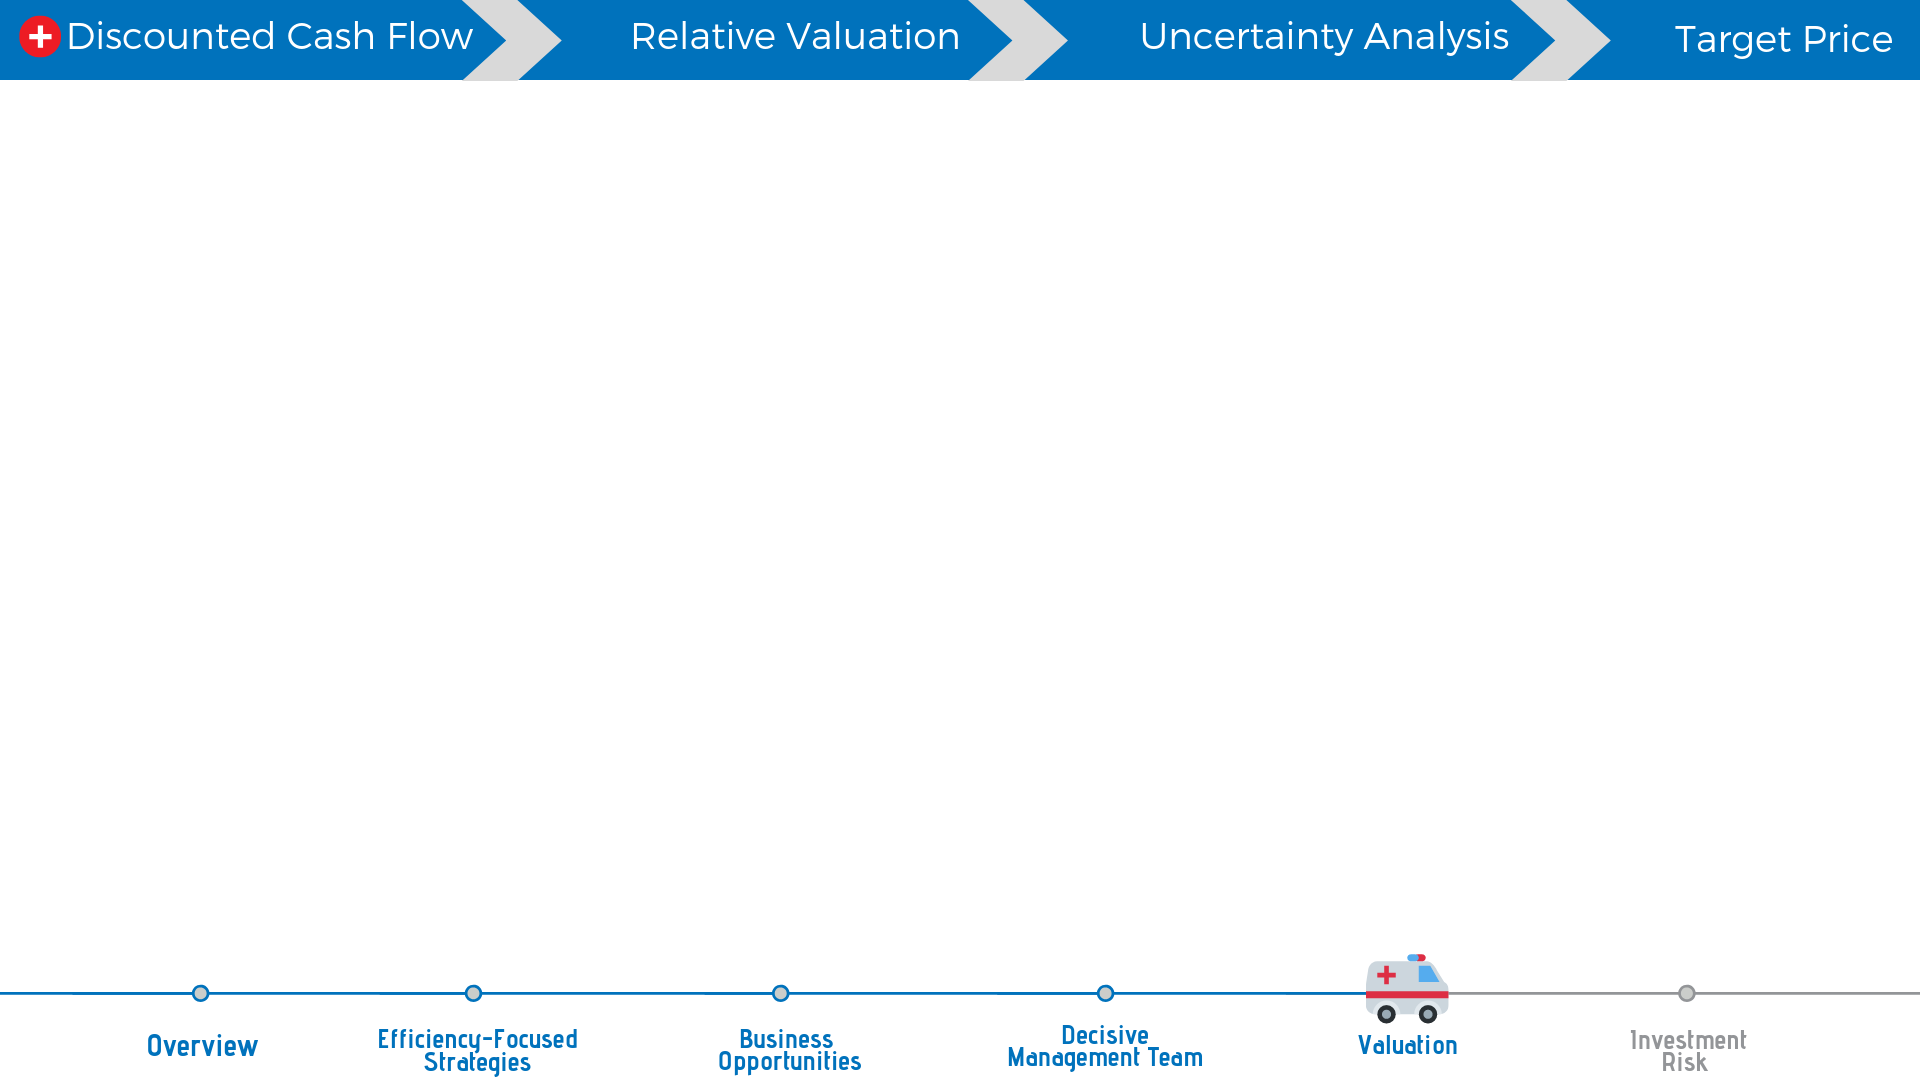 Discounted Cash Flow
Relative Valuation
Uncertainty Analysis
Target Price
Overview
Efficiency-Focused
Strategies
Business
Opportunities
Decisive
Management Team
Valuation
Investment
Risk